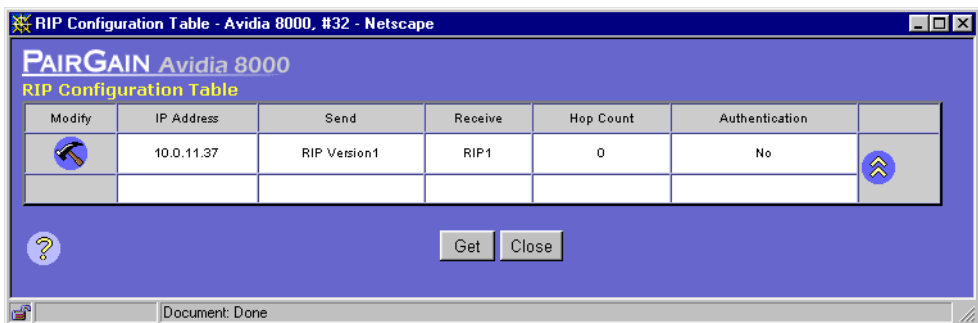 RIP Configuration Table - Avidia 8000, #32 - Netscape
PAIRGAIN Avidia 8000
RIP Configuration Table
Modify IP Address Send Receive Hop Count Authentication
10.0.11.37 RIP Version1 RIP1 0 No
? Get Close
Document: Done